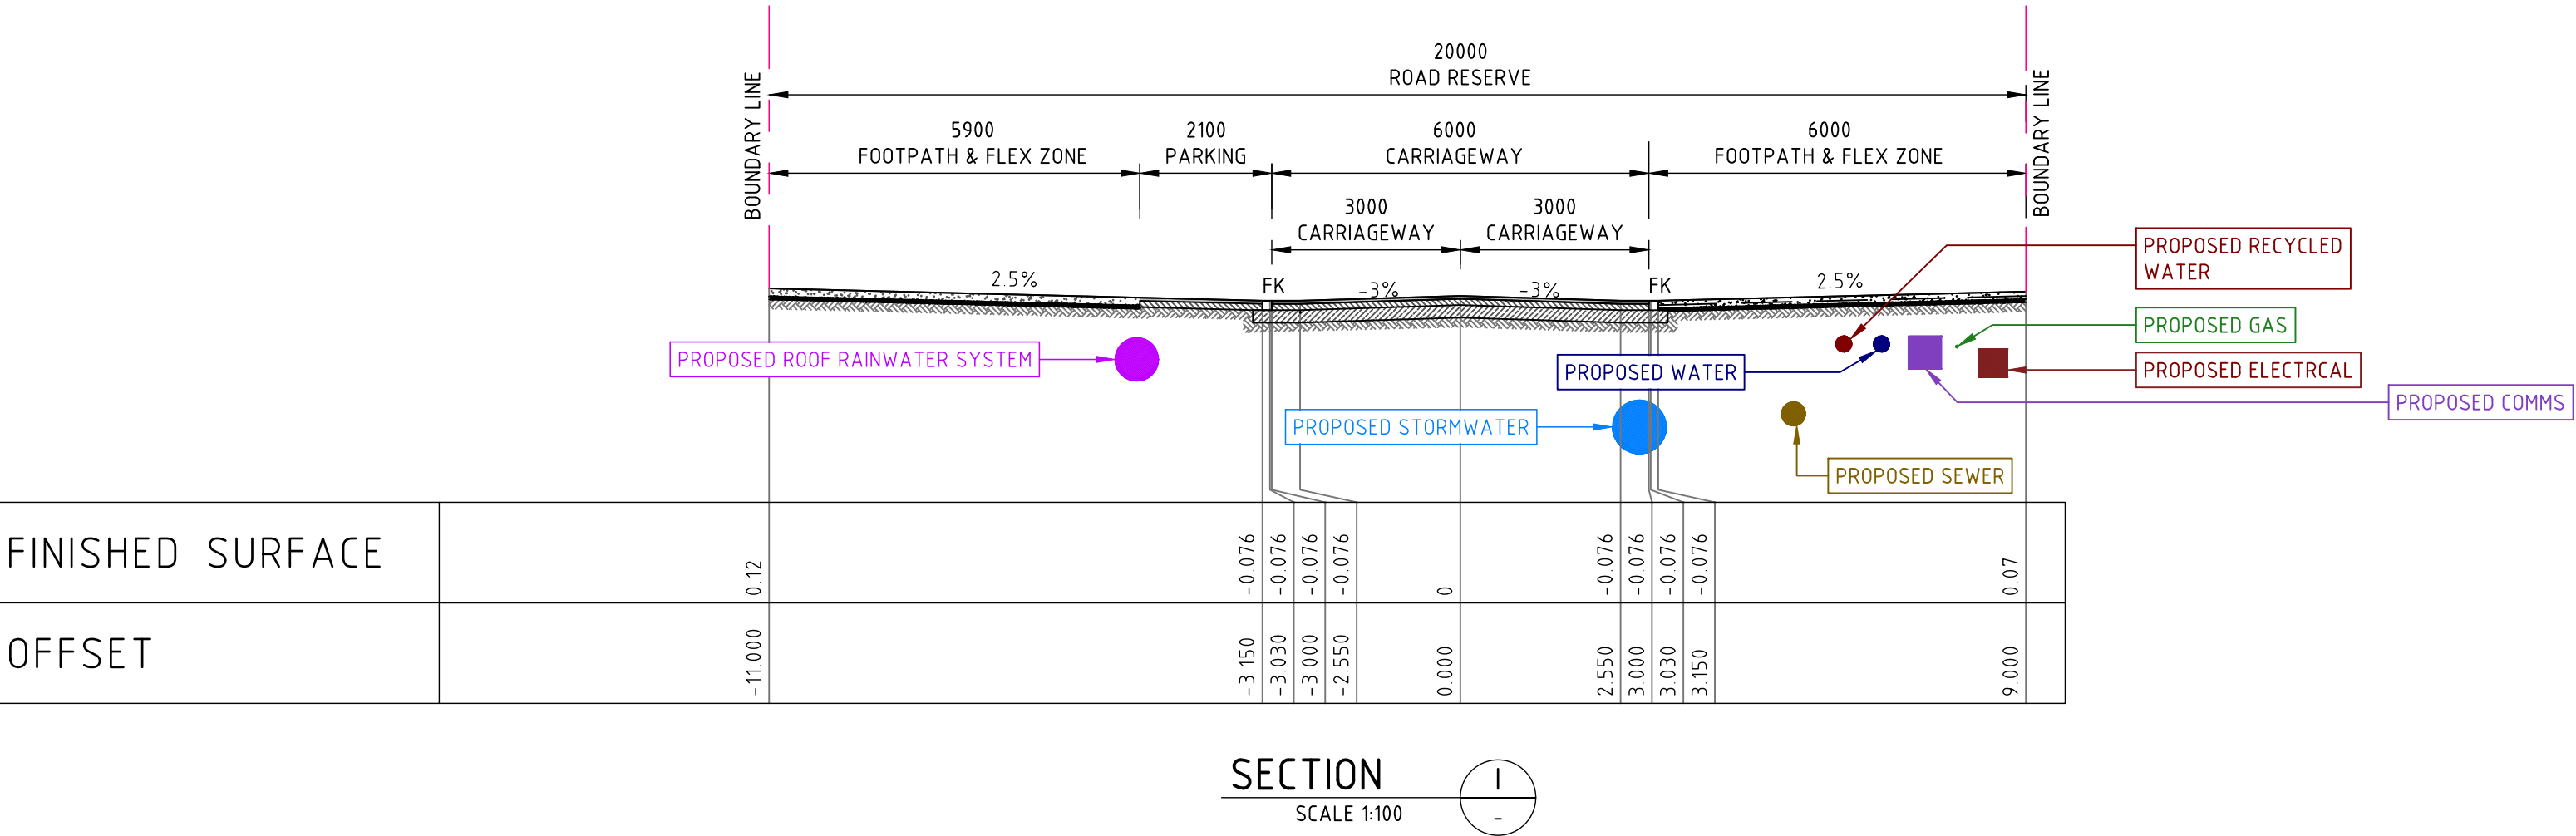 20000
ROAD RESERVE
BOUNDARY LINE
BOUNDARY LINE
5900
FOOTPATH & FLEX ZONE
2100
PARKING
6000
CARRIAGEWAY
6000
FOOTPATH & FLEX ZONE
3000
CARRIAGEWAY
3000
CARRIAGEWAY
2.5%
FK
-3%
-3%
FK
2.5%
PROPOSED RECYCLED
WATER
PROPOSED GAS
PROPOSED ROOF RAINWATER SYSTEM
PROPOSED WATER
PROPOSED ELECTRCAL
PROPOSED COMMS
PROPOSED STORMWATER
PROPOSED SEWER
FINISHED SURFACE
0.12
-0.076
-0.076
-0.076
-0.076
0
-0.076
-0.076
-0.076
-0.076
0.07
OFFSET
-11.000
-3.150
-3.030
-3.000
-2.550
0.000
2.550
3.000
3.030
3.150
9.000
SECTION
SCALE 1:100
I
-